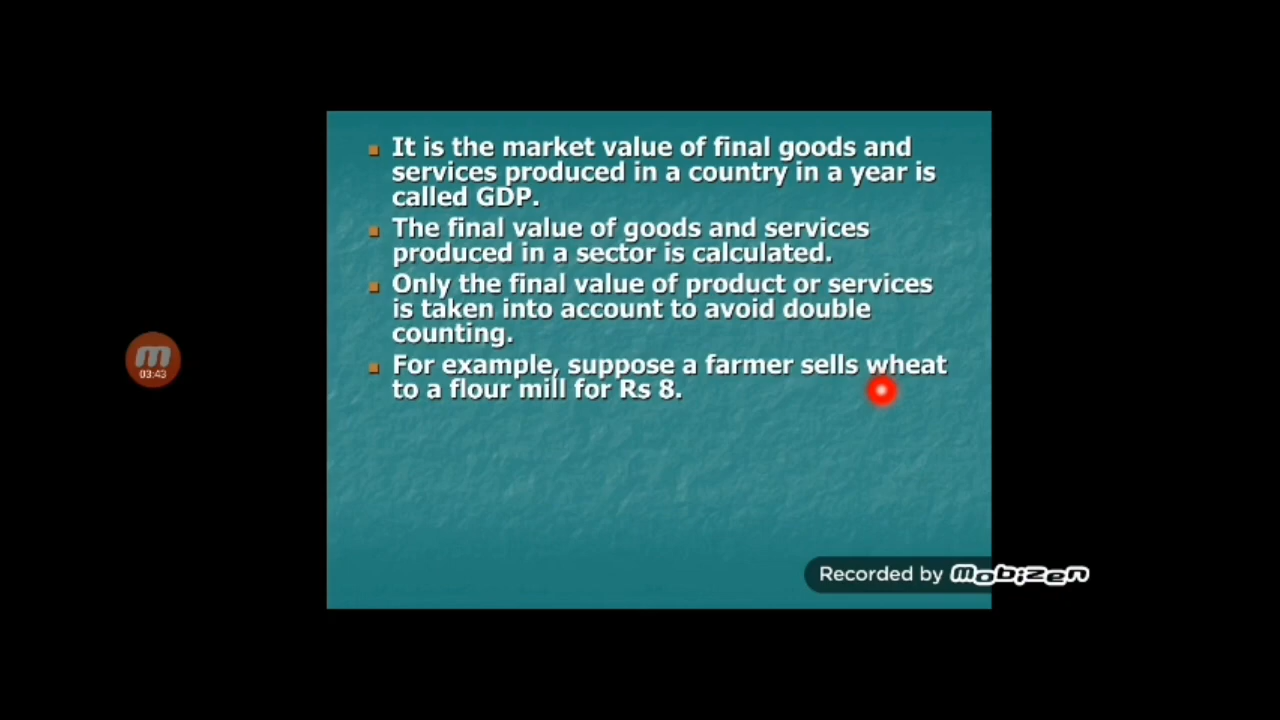 It is the market value of final goods and
services produced in a country in a year is
called GDP.
The final value of goods and services
produced in a sector is calculated.
Only the final value of product or services
is taken into account to avoid double
counting.
For example, suppose a farmer sells wheat
to a flour mill for Rs 8.
03:43
Recorded by mobizen